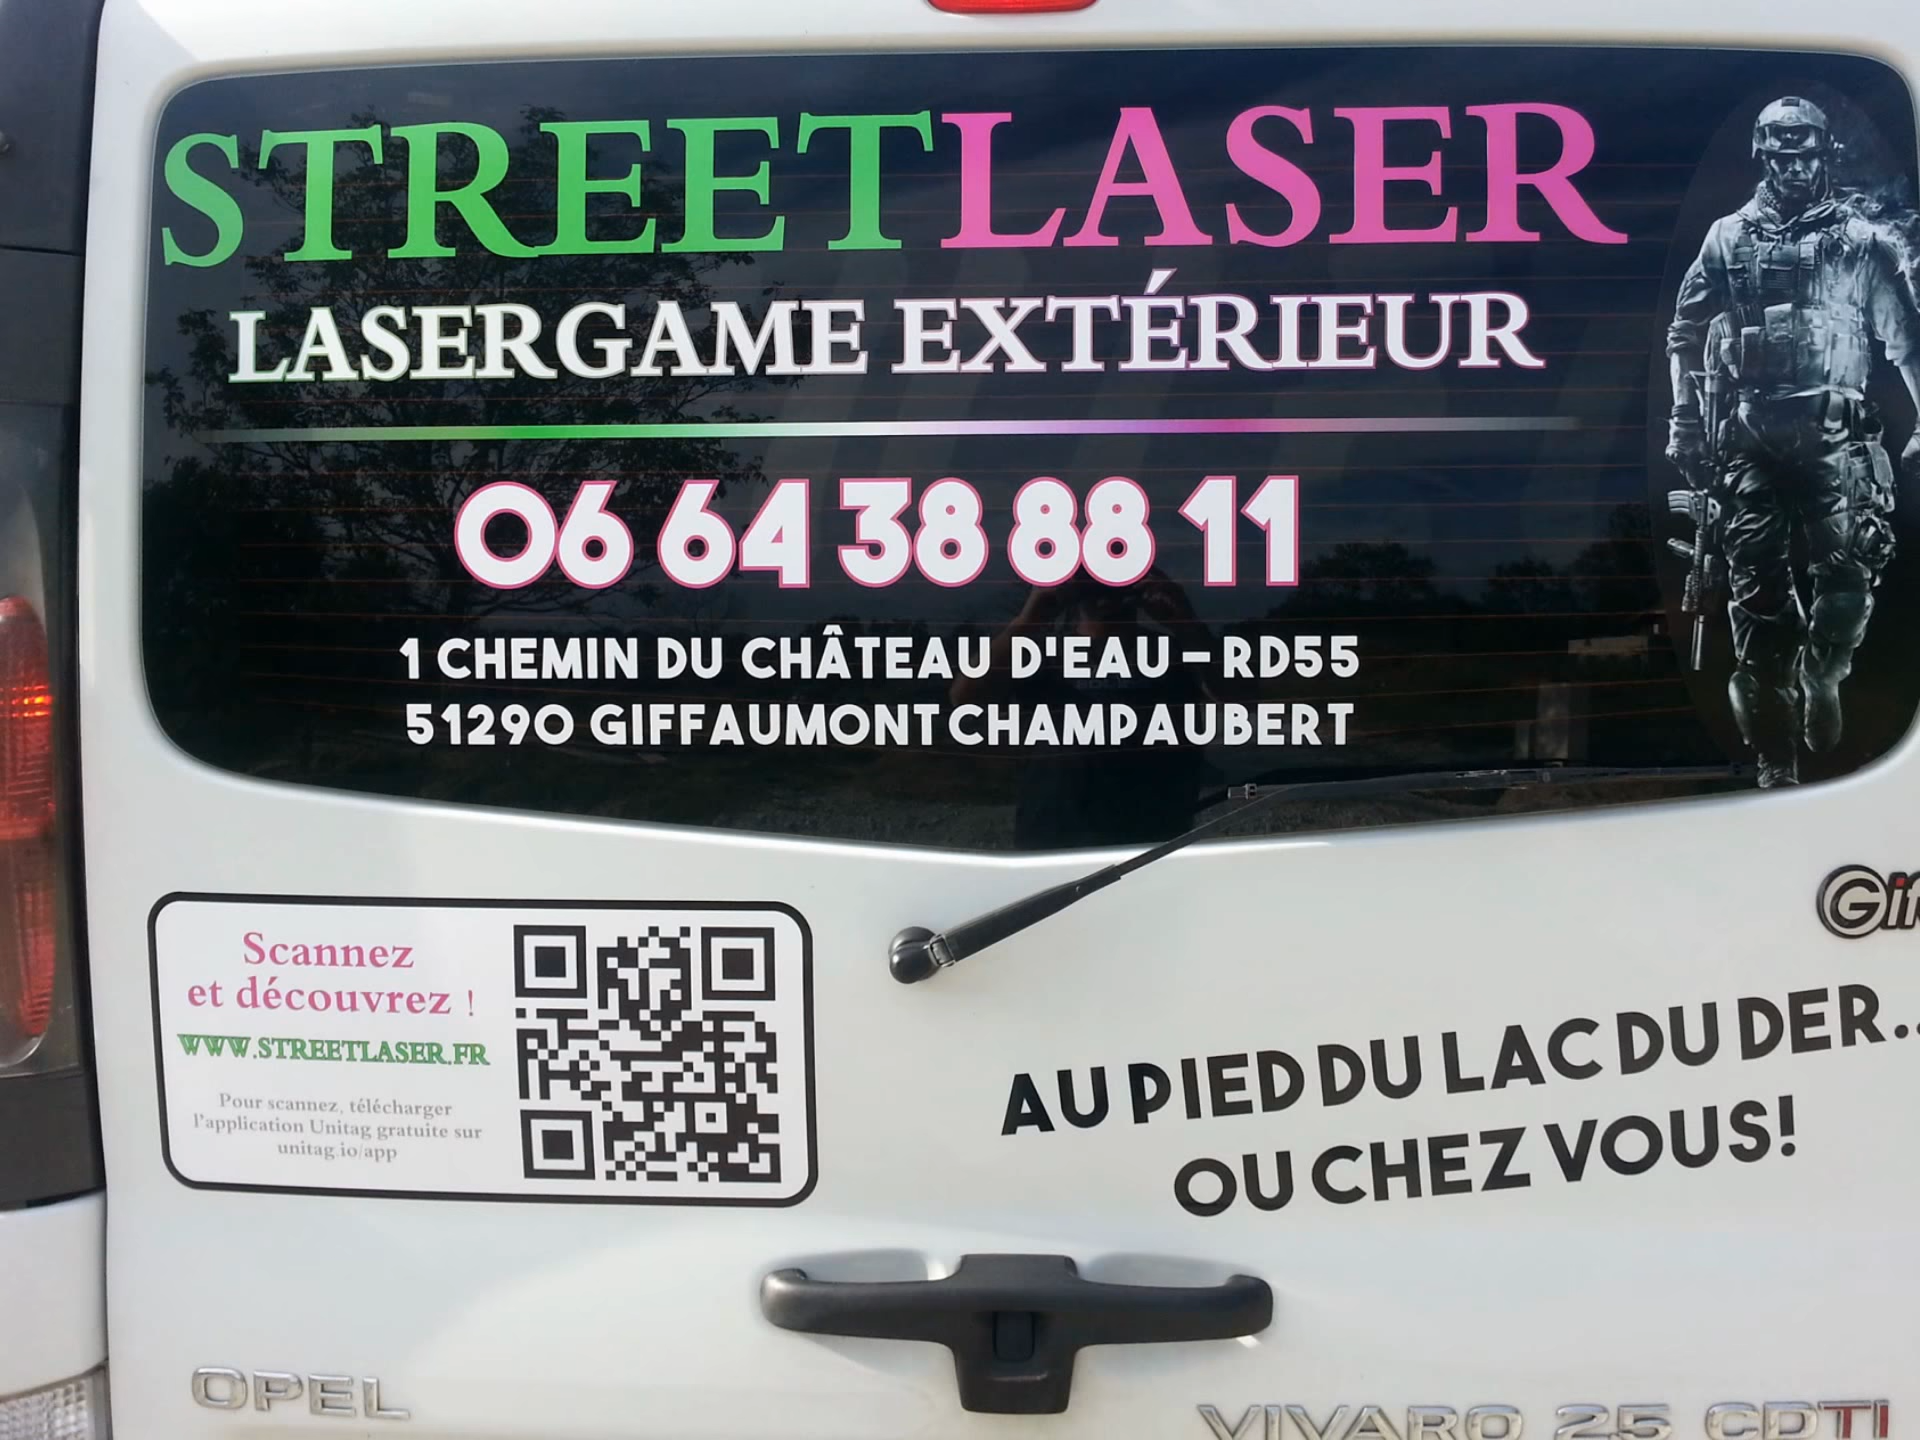 STREETLASER
LASERGAME EXTÉRIEUR
06 64 38 88 11
1 CHEMIN DU CHÂTEAU D'EAU - RD55
51290 GIFFAUMONT CHAMPAUBERT
Scannez
et découvrez !
WWW.STREETLASER.FR
Pour scannez, télécharger
l'application Unitag gratuite sur
unitag.io/app
AU PIED DU LAC DU DER..
OU CHEZ VOUS!
OPEL
VIVARO 2.5 CDTI